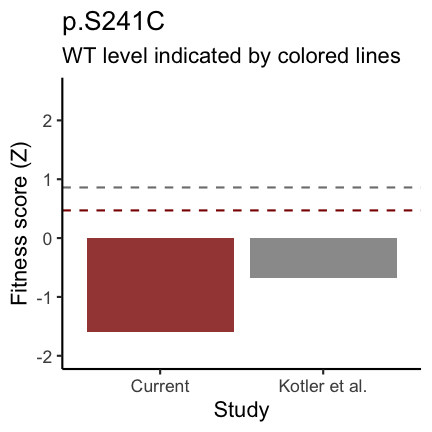 p.S241C
WT level indicated by colored lines
Fitness score (Z)
2
1
0
-1
-2
Current
Kotler et al.
Study